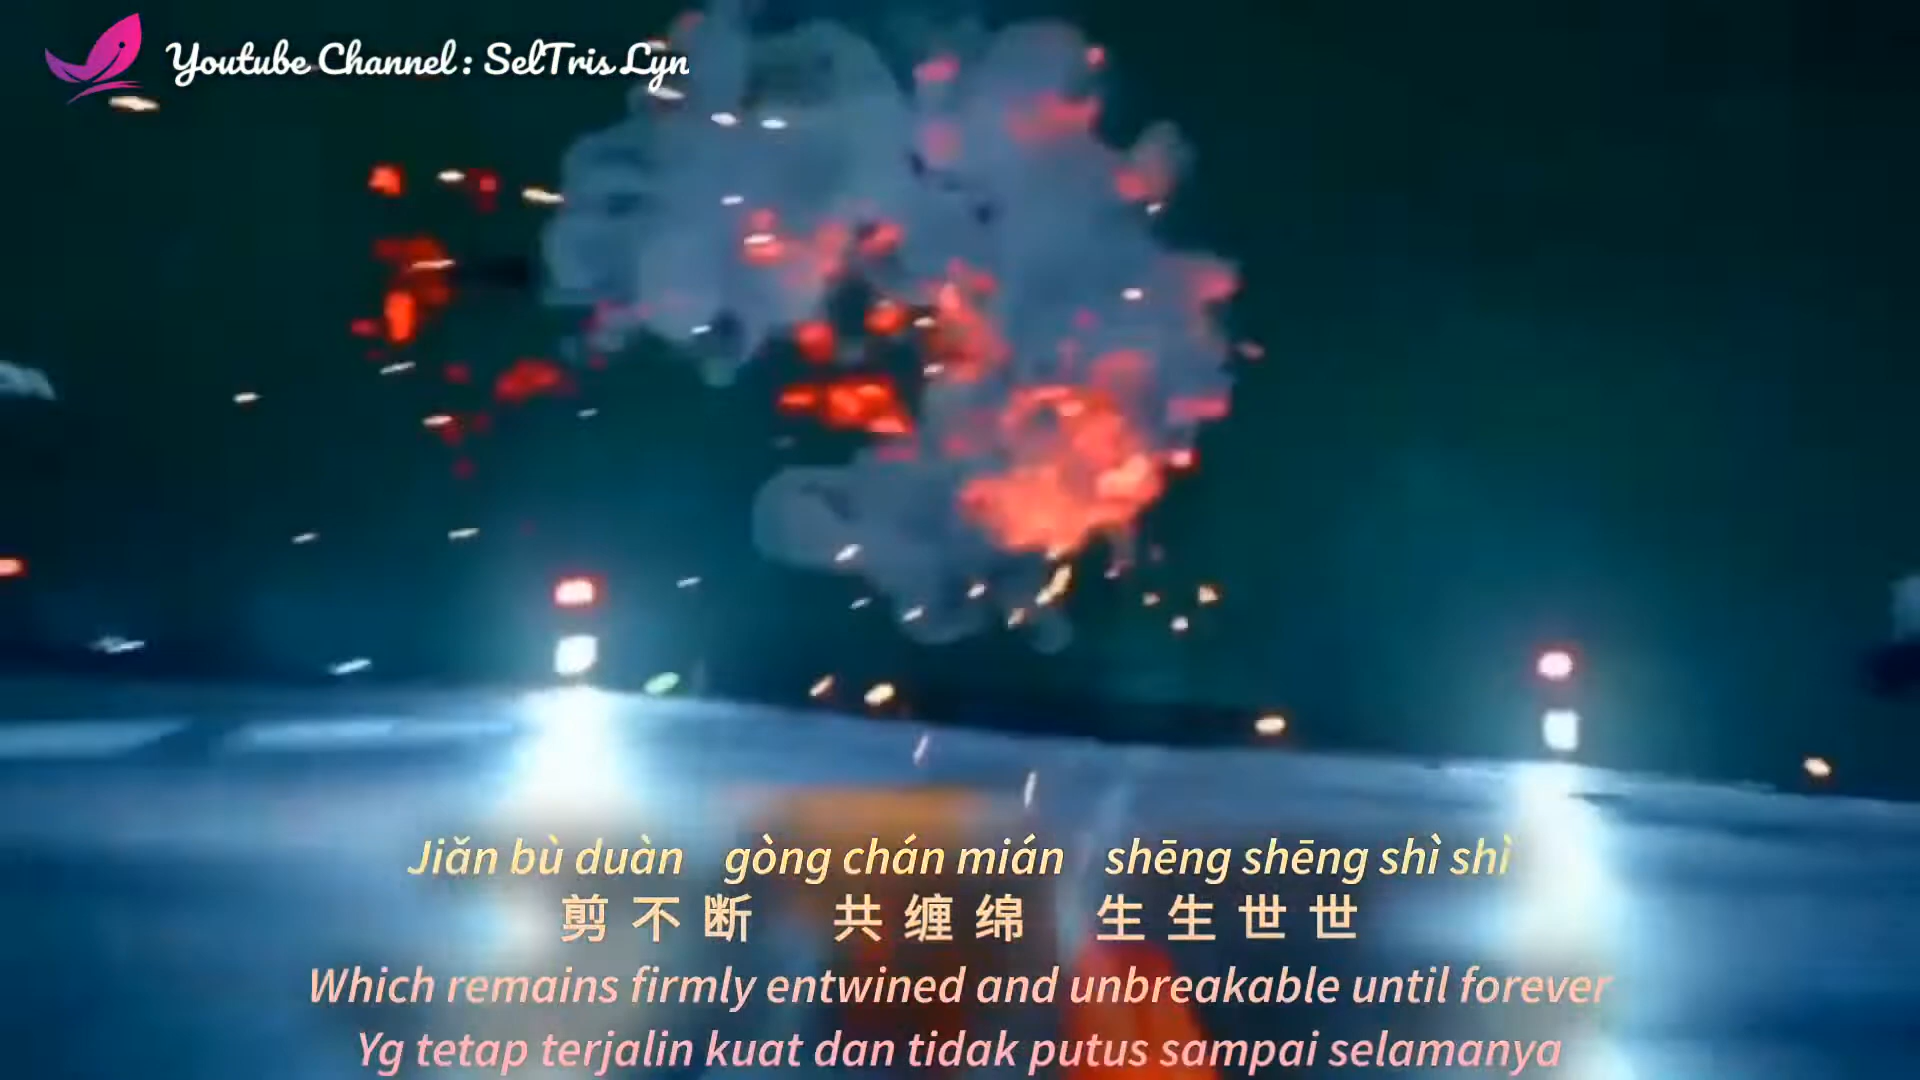 Youtube Channel : SelTris Lyn
Jiǎn bù duàn gòng chán mián shēng shēng shì shì
剪不断 共缠绵 生生世世
Which remains firmly entwined and unbreakable until forever
Yg tetap terjalin kuat dan tidak putus sampai selamanya